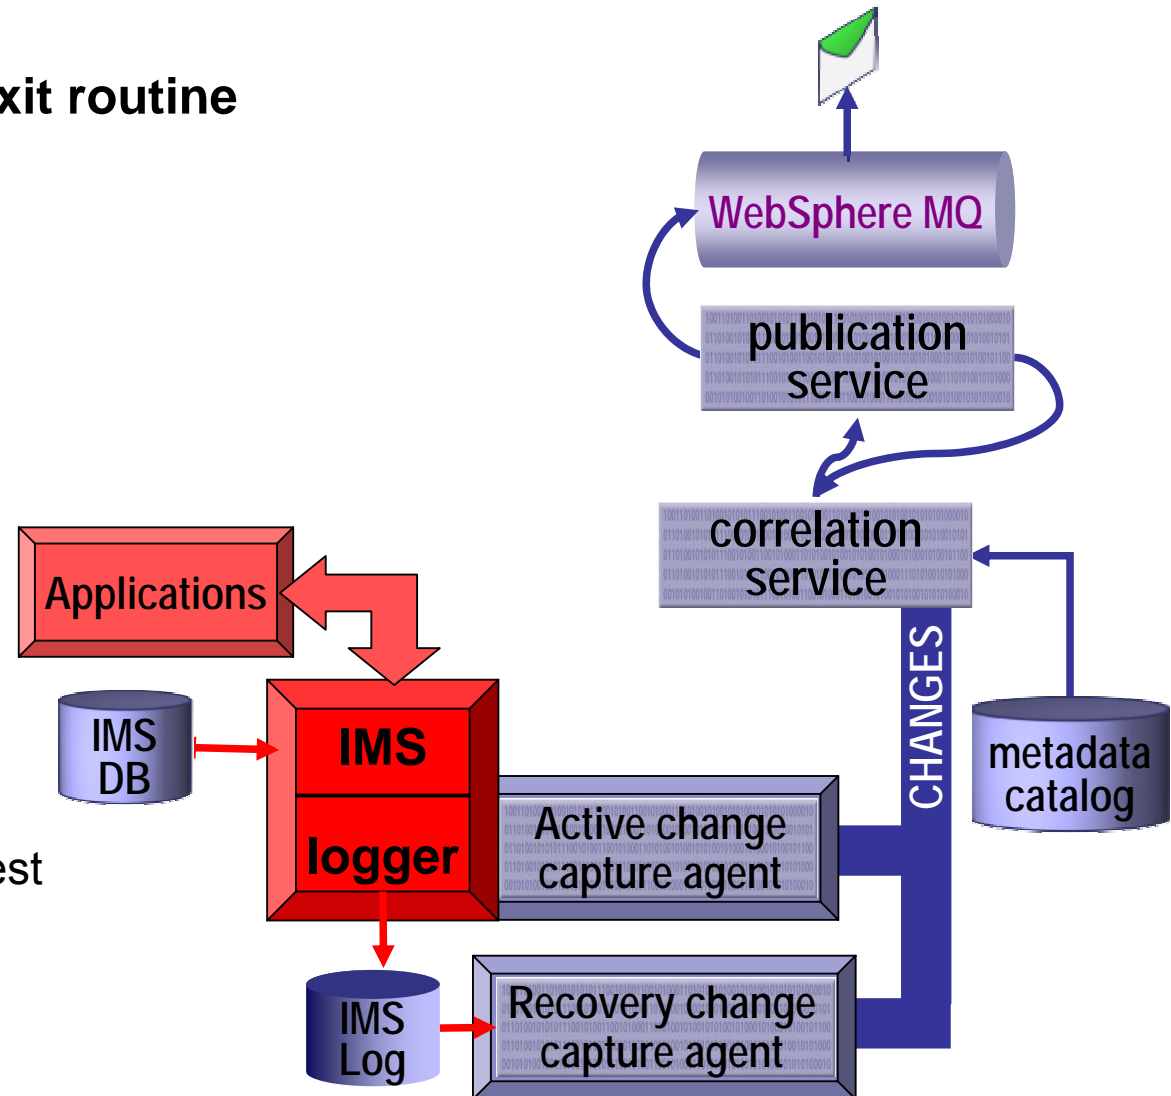 xit routine
WebSphere MQ
publication
service
correlation
service
Applications
CHANGES
IMS
DB
IMS
metadata
catalog
logger
Active change
capture agent
est
IMS
Log
Recovery change
capture agent